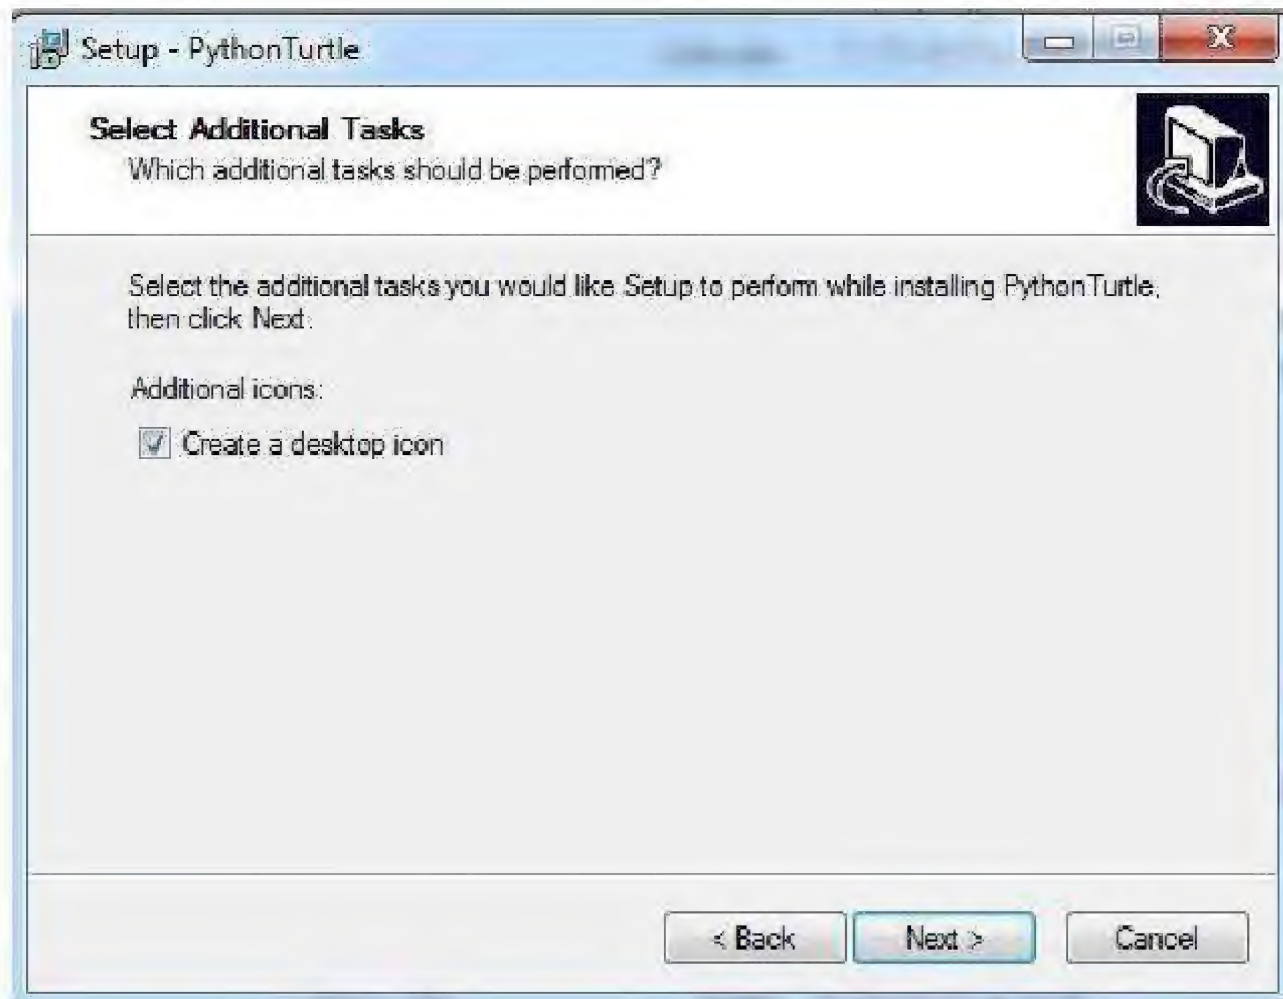 Setup - PythonTurtle
Select Additional Tasks
Which additional tasks should be performed?
Select the additional tasks you would like Setup to perform while installing PythonTurtle,
then click Next.
Additional icons:
Create a desktop icon
< Back
Next >
Cancel